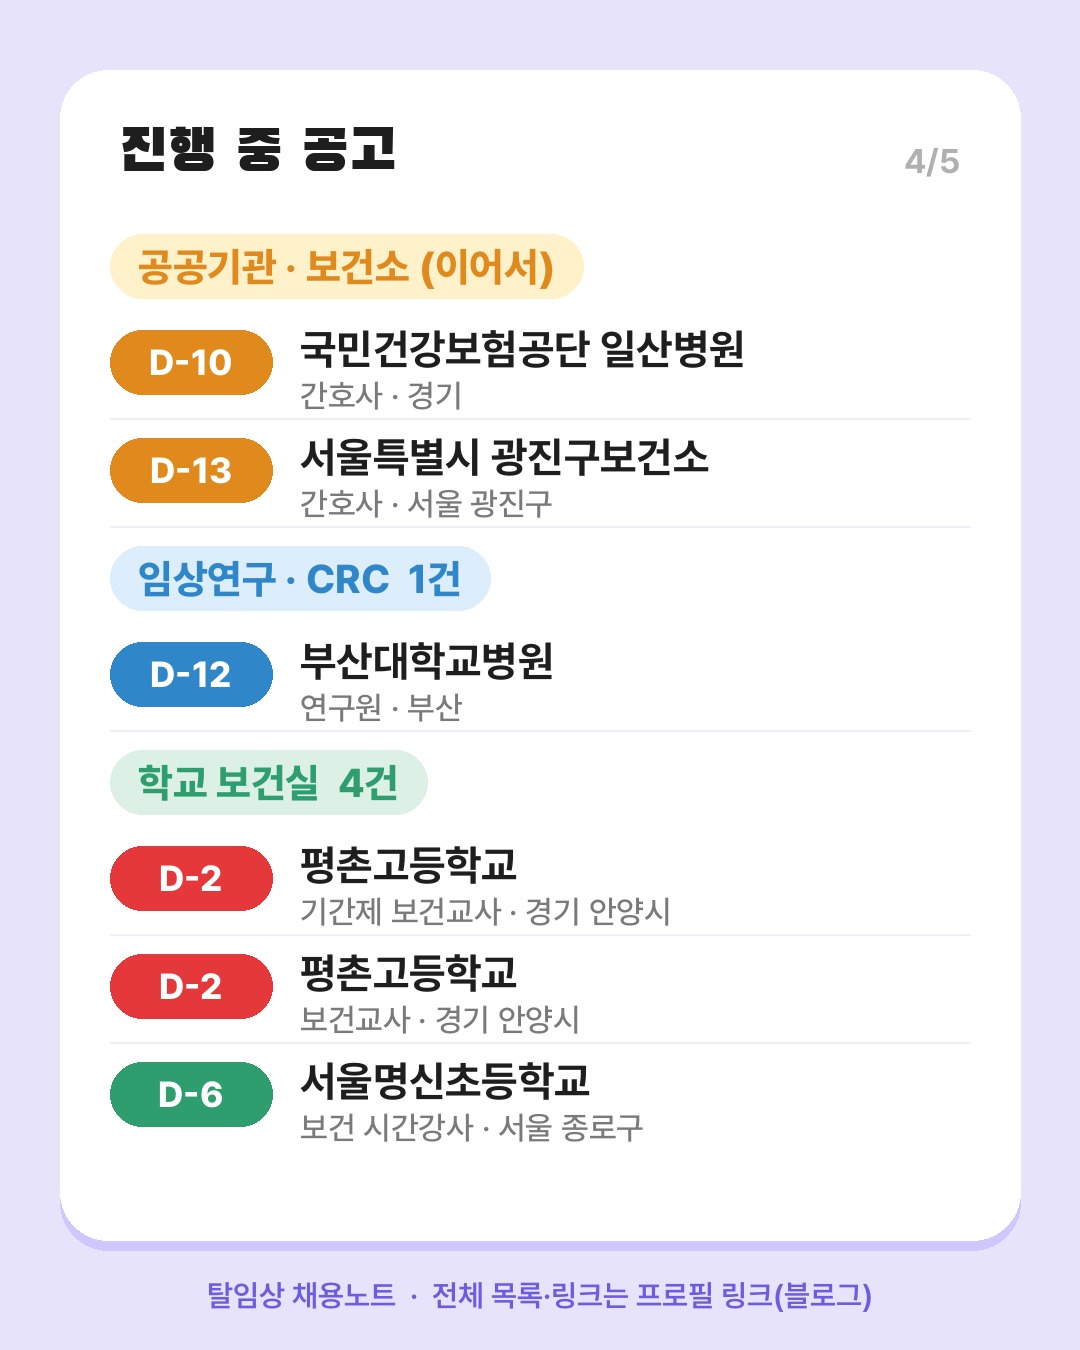 진행 중 공고
4/5
공공기관 · 보건소 (이어서)
D-10
국민건강보험공단 일산병원
간호사 · 경기
D-13
서울특별시 광진구보건소
간호사 · 서울 광진구
임상연구 · CRC 1건
D-12
부산대학교병원
연구원 · 부산
학교 보건실 4건
D-2
평촌고등학교
기간제 보건교사 · 경기 안양시
D-2
평촌고등학교
보건교사 · 경기 안양시
D-6
서울명신초등학교
보건 시간강사 · 서울 종로구
탈임상 채용노트 · 전체 목록·링크는 프로필 링크(블로그)